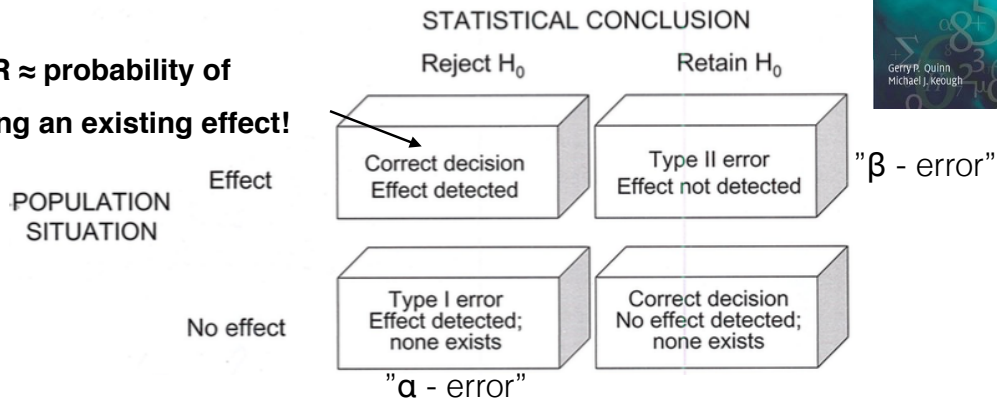 STATISTICAL CONCLUSION
R ≈ probability of
ng an existing effect!
Reject H₀
Retain H₀
Gerry P. Quinn
Michael J. Keough
POPULATION
SITUATION
Effect
Correct decision
Effect detected
Type II error
Effect not detected
"β - error"
No effect
Type I error
Effect detected;
none exists
Correct decision
No effect detected;
none exists
"α - error"